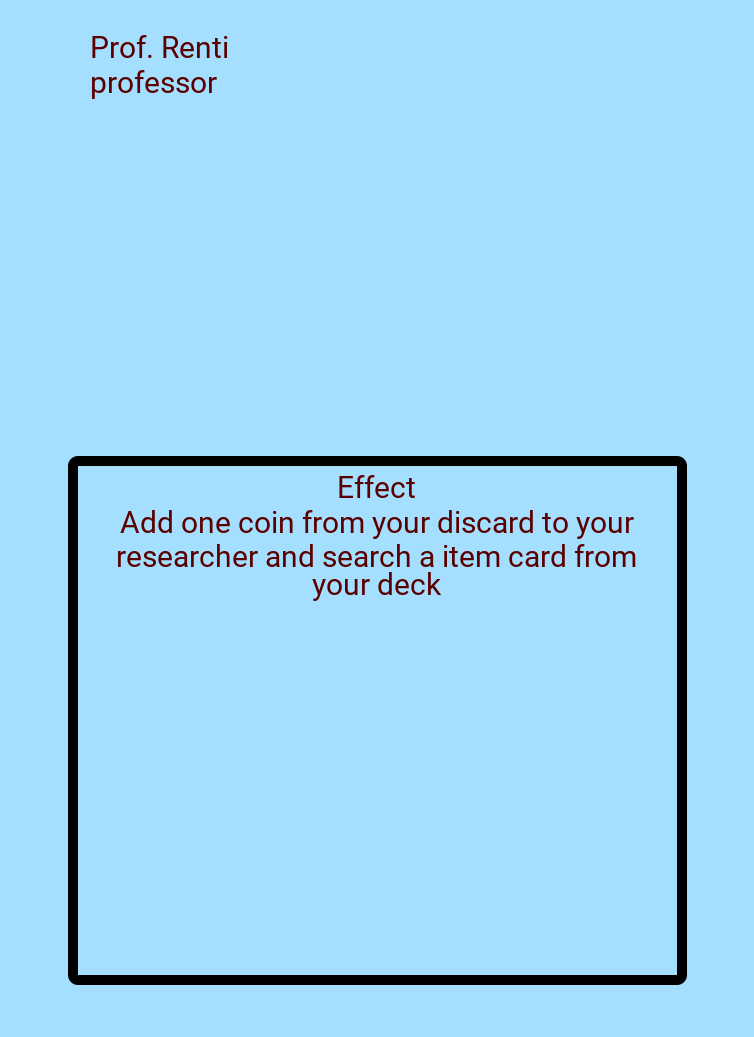 Prof. Renti
professor
Effect
Add one coin from your discard to your
researcher and search a item card from
your deck